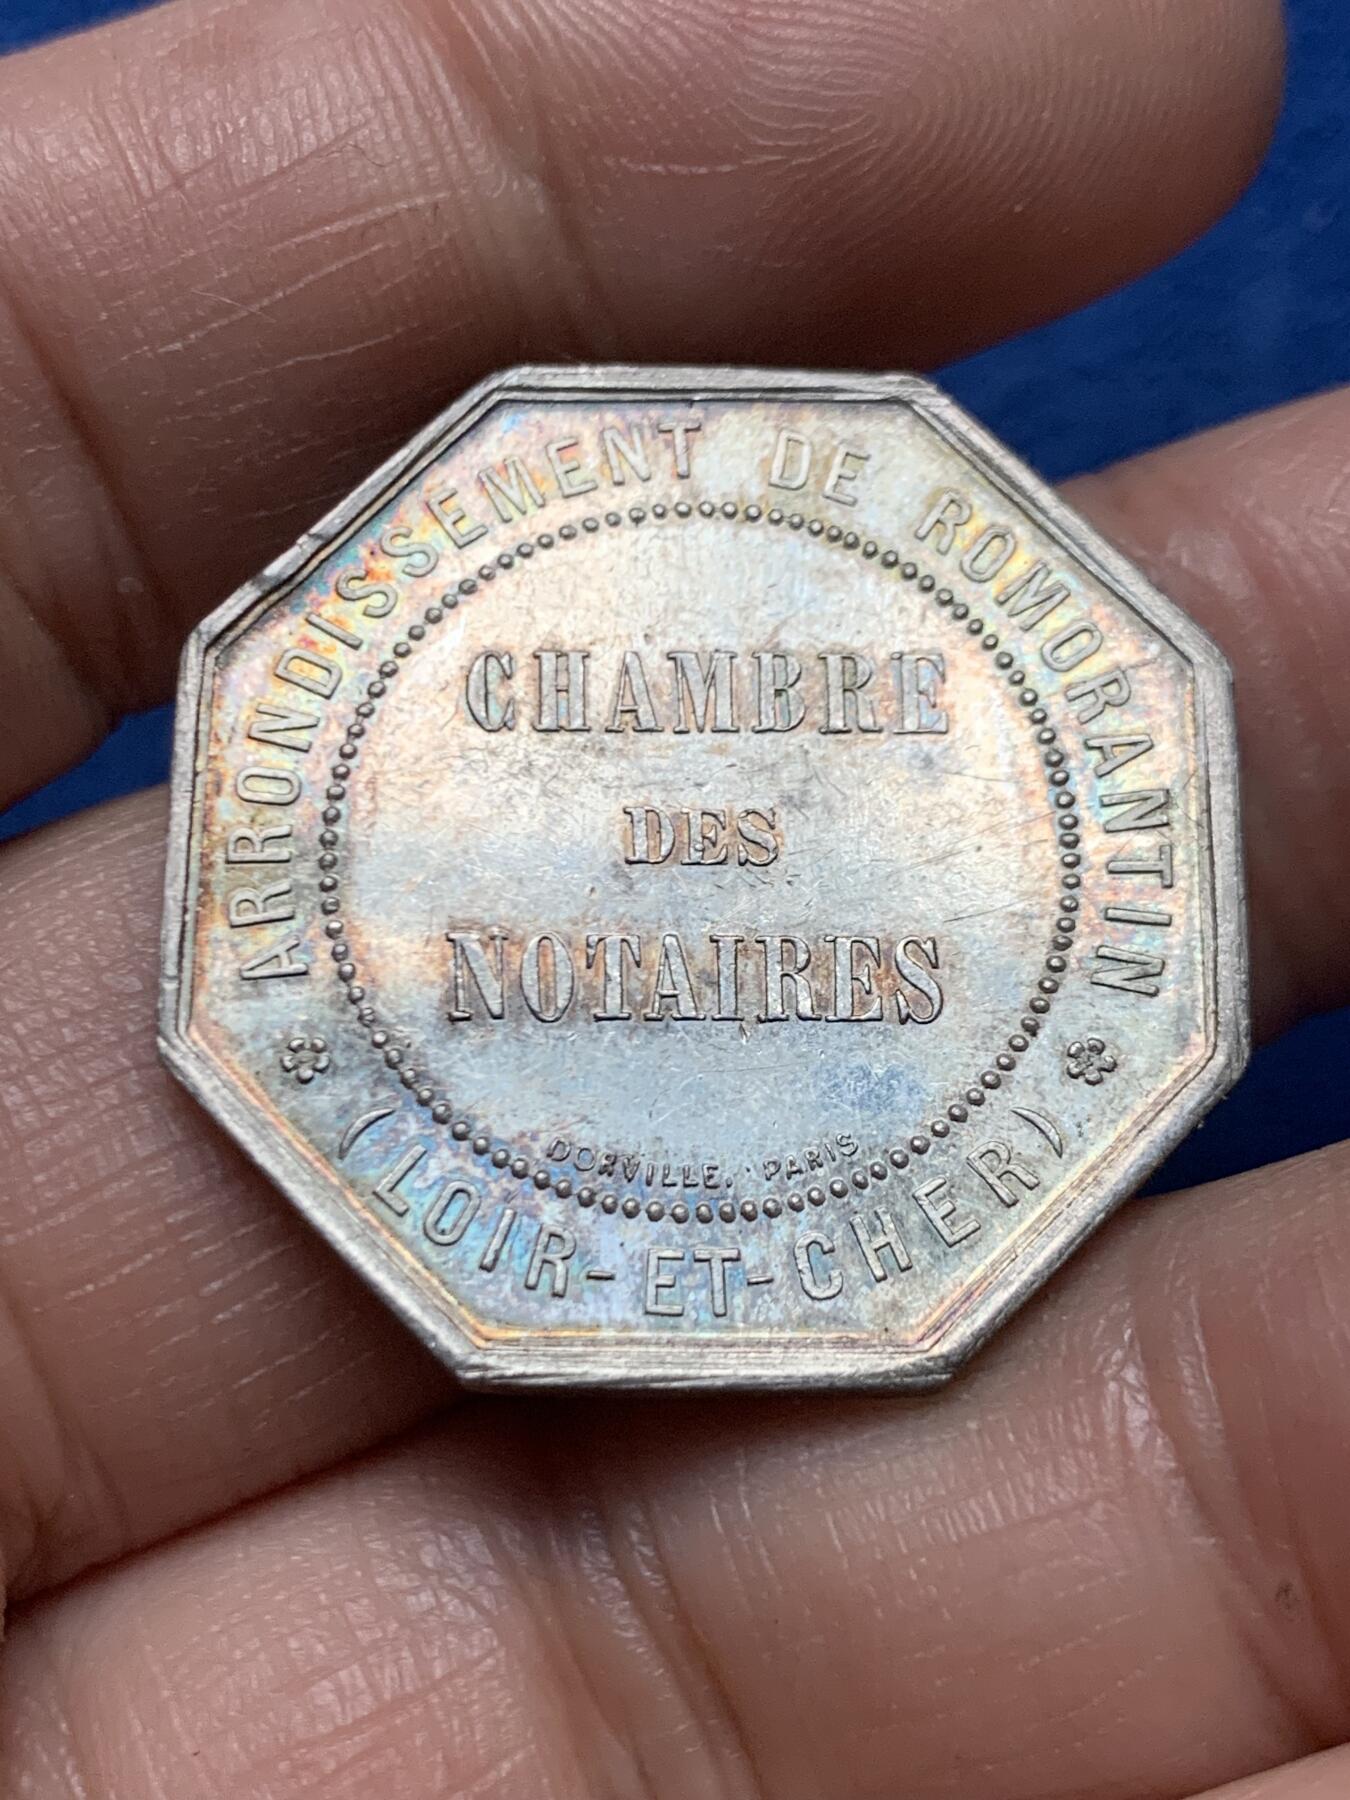 ARRONDISSEMENT DE ROMORANTIN
CHAMBRE
DES
NOTAIRES
DORVILLE. PARIS
(LOIR-ET-CHER)